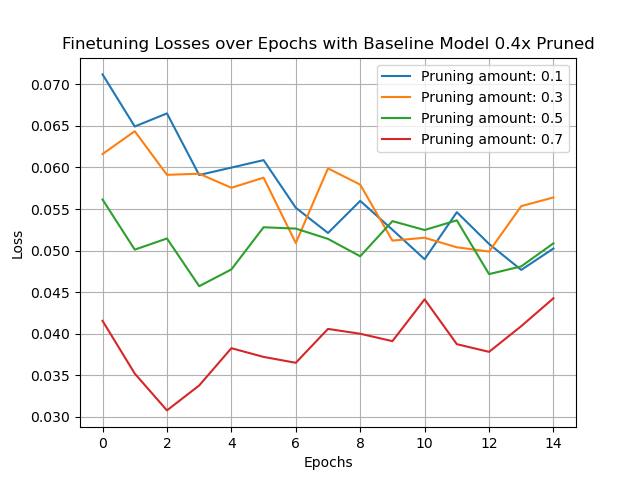 Finetuning Losses over Epochs with Baseline Model 0.4x Pruned
Pruning amount: 0.1
Pruning amount: 0.3
Pruning amount: 0.5
Pruning amount: 0.7
0.070
0.065
0.060
0.055
0.050
0.045
0.040
0.035
0.030
Loss
0 2 4 6 8 10 12 14
Epochs